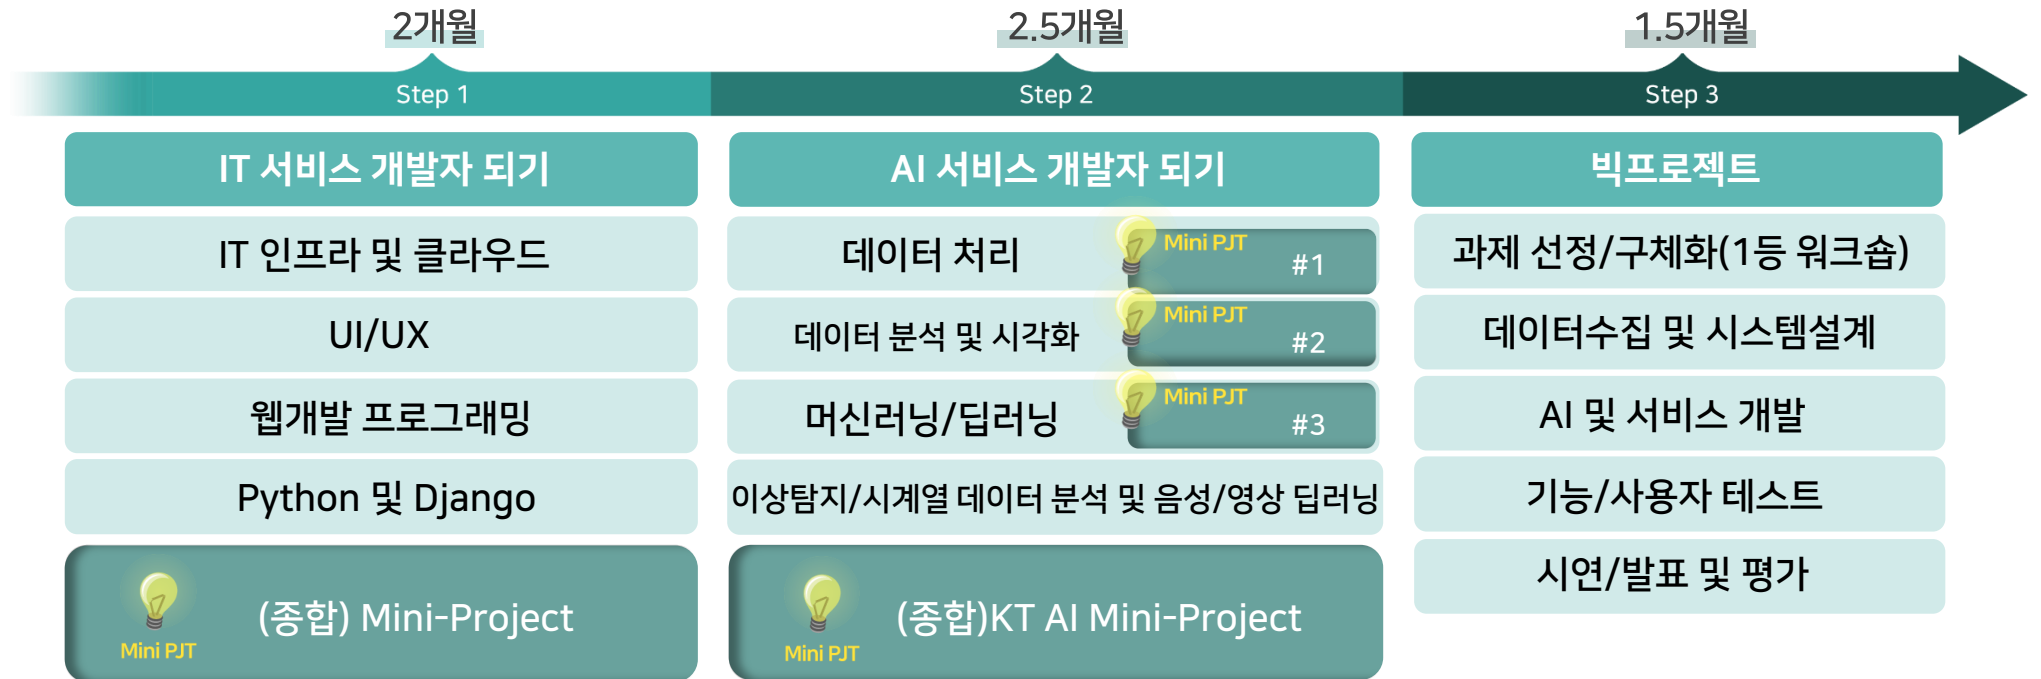 2개월
2.5개월
1.5개월
Step 1
Step 2
Step 3
IT 서비스 개발자 되기
IT 인프라 및 클라우드
UI/UX
웹개발 프로그래밍
Python 및 Django
Mini PJT
(종합) Mini-Project
AI 서비스 개발자 되기
데이터 처리
Mini PJT
#1
데이터 분석 및 시각화
Mini PJT
#2
머신러닝/딥러닝
Mini PJT
#3
이상탐지/시계열 데이터 분석 및 음성/영상 딥러닝
Mini PJT
(종합)KT AI Mini-Project
빅프로젝트
과제 선정/구체화(1등 워크숍)
데이터수집 및 시스템설계
AI 및 서비스 개발
기능/사용자 테스트
시연/발표 및 평가